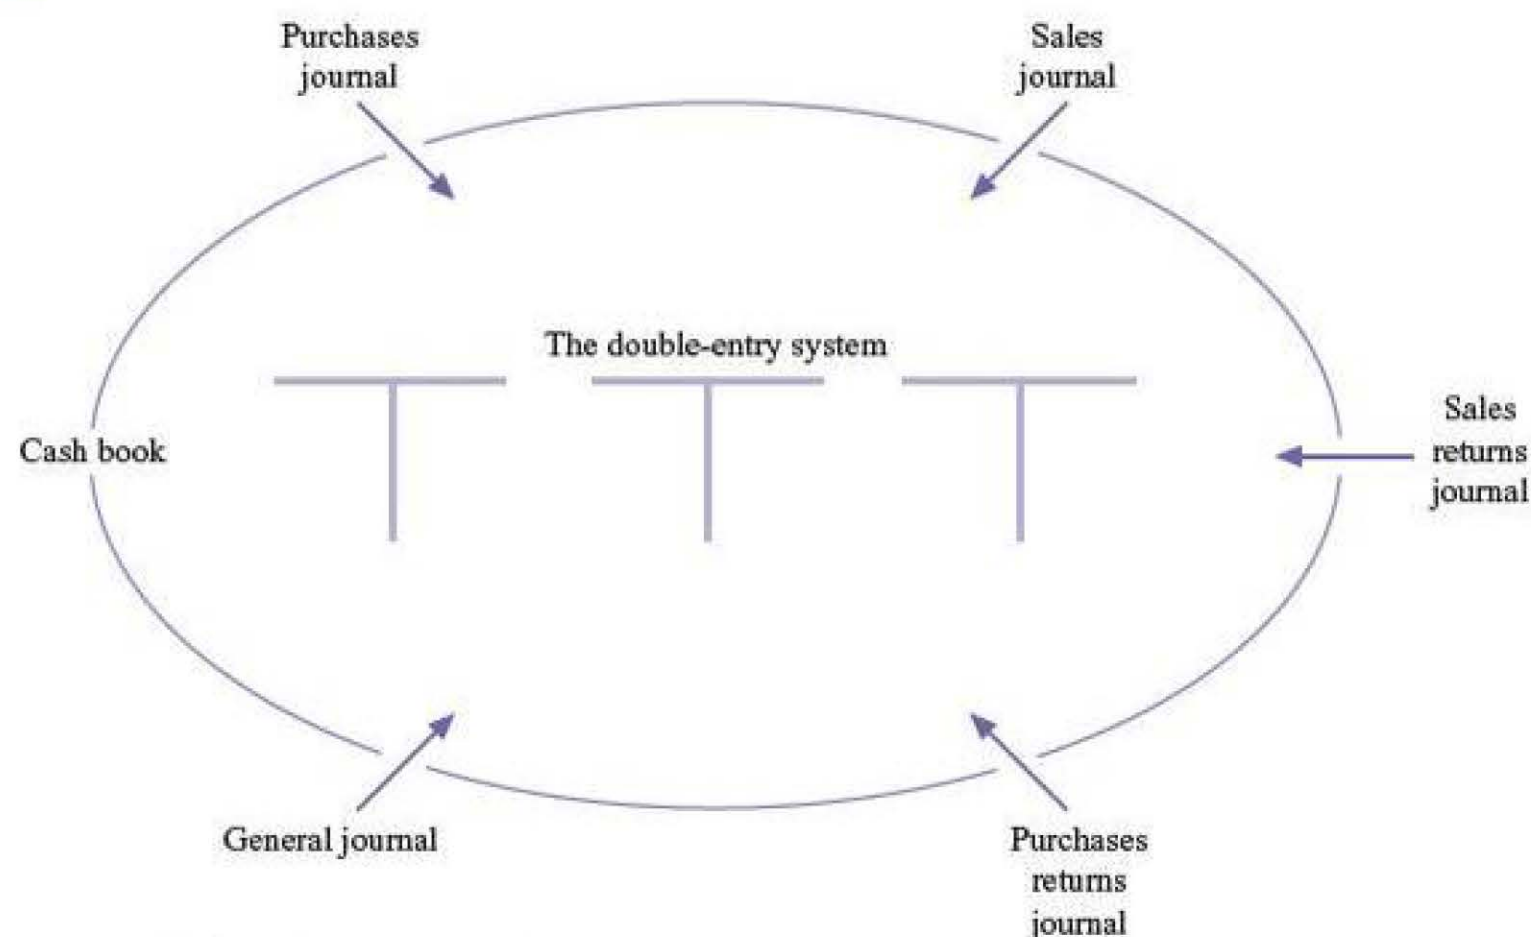 Purchases
journal
Sales
journal
The double-entry system
Cash book
Sales
returns
journal
General journal
Purchases
returns
journal